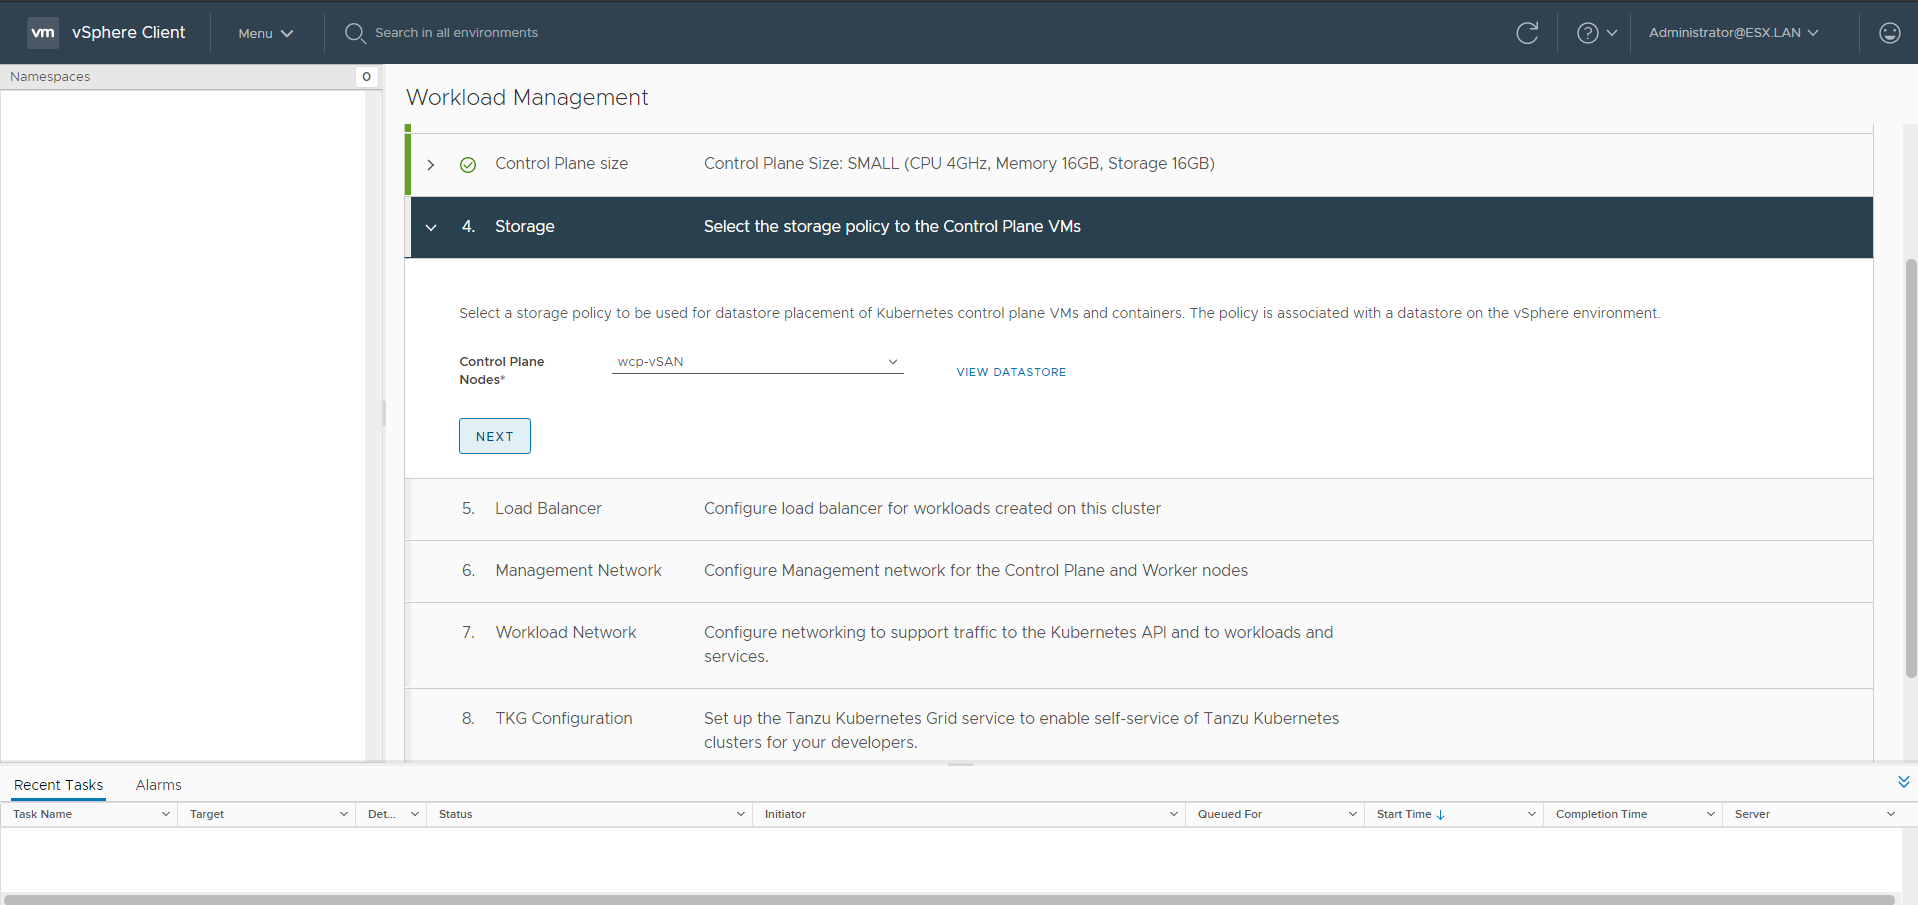 vm vSphere Client Menu Search in all environments Administrator@ESX.LAN
Namespaces 0
Workload Management
Control Plane size Control Plane Size: SMALL (CPU 4GHz, Memory 16GB, Storage 16GB)
4. Storage Select the storage policy to the Control Plane VMs
Select a storage policy to be used for datastore placement of Kubernetes control plane VMs and containers. The policy is associated with a datastore on the vSphere environment.
Control Plane
Nodes*
wcp-vSAN
VIEW DATASTORE
NEXT
5. Load Balancer Configure load balancer for workloads created on this cluster
6. Management Network Configure Management network for the Control Plane and Worker nodes
7. Workload Network Configure networking to support traffic to the Kubernetes API and to workloads and
services.
8. TKG Configuration Set up the Tanzu Kubernetes Grid service to enable self-service of Tanzu Kubernetes
clusters for your developers.
Recent Tasks Alarms
Task Name Target Det... Status Initiator Queued For Start Time Completion Time Server